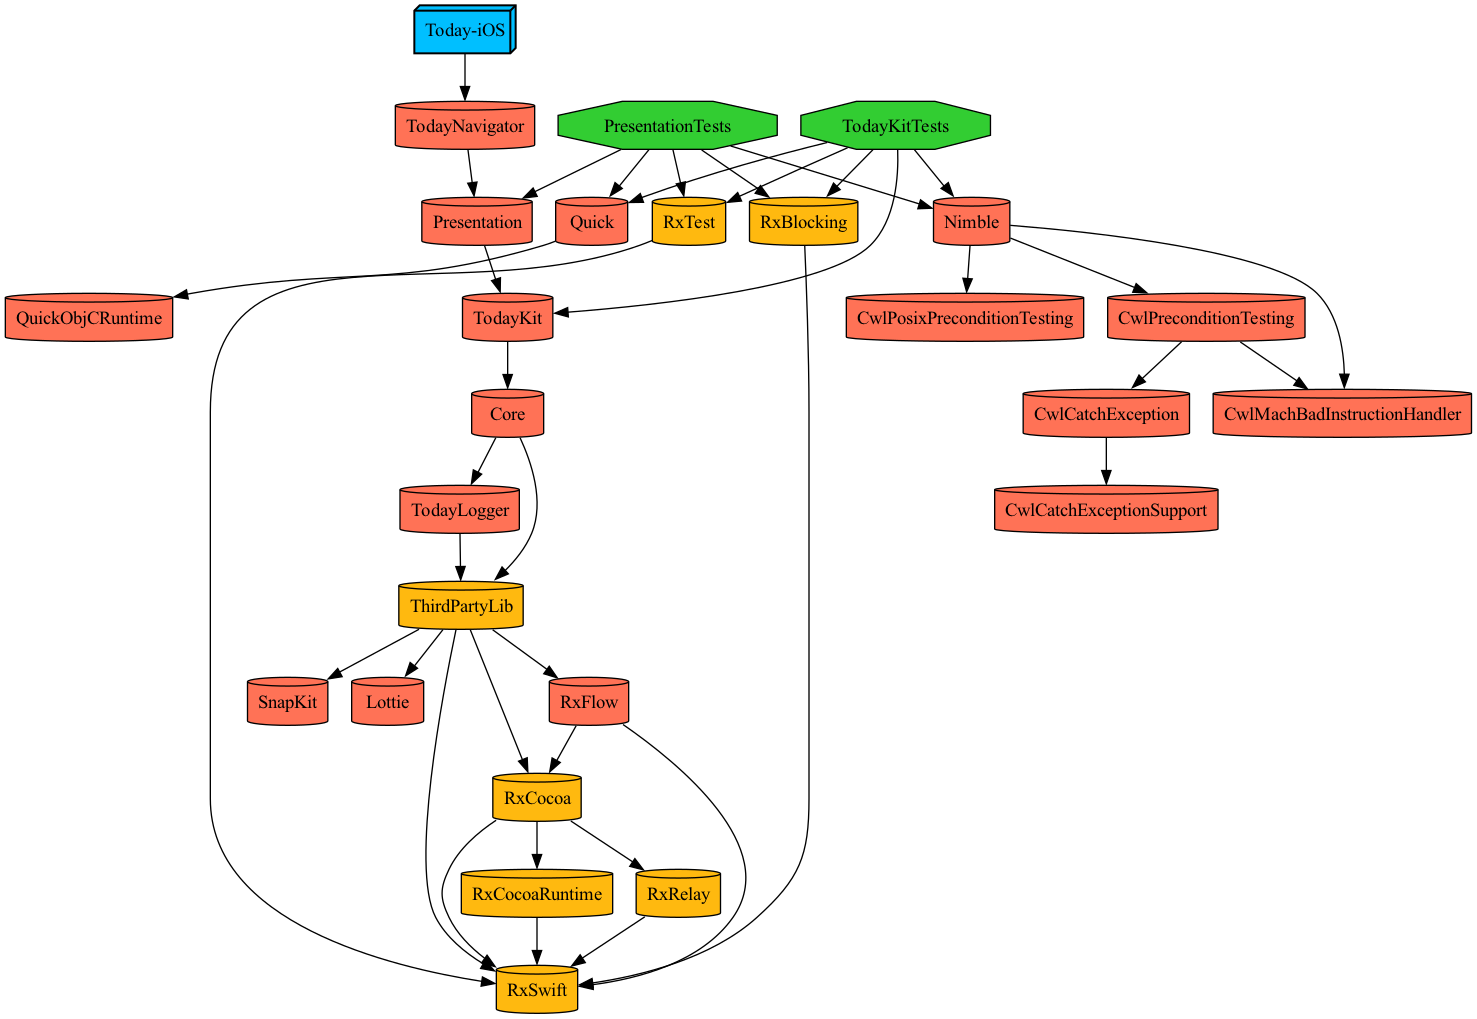 Today-iOS
TodayNavigator
PresentationTests
TodayKitTests
Presentation
Quick
RxTest
RxBlocking
Nimble
QuickObjCRuntime
TodayKit
CwlPosixPreconditionTesting
CwlPreconditionTesting
Core
CwlCatchException
CwlMachBadInstructionHandler
TodayLogger
CwlCatchExceptionSupport
ThirdPartyLib
SnapKit
Lottie
RxFlow
RxCocoa
RxCocoaRuntime
RxRelay
RxSwift